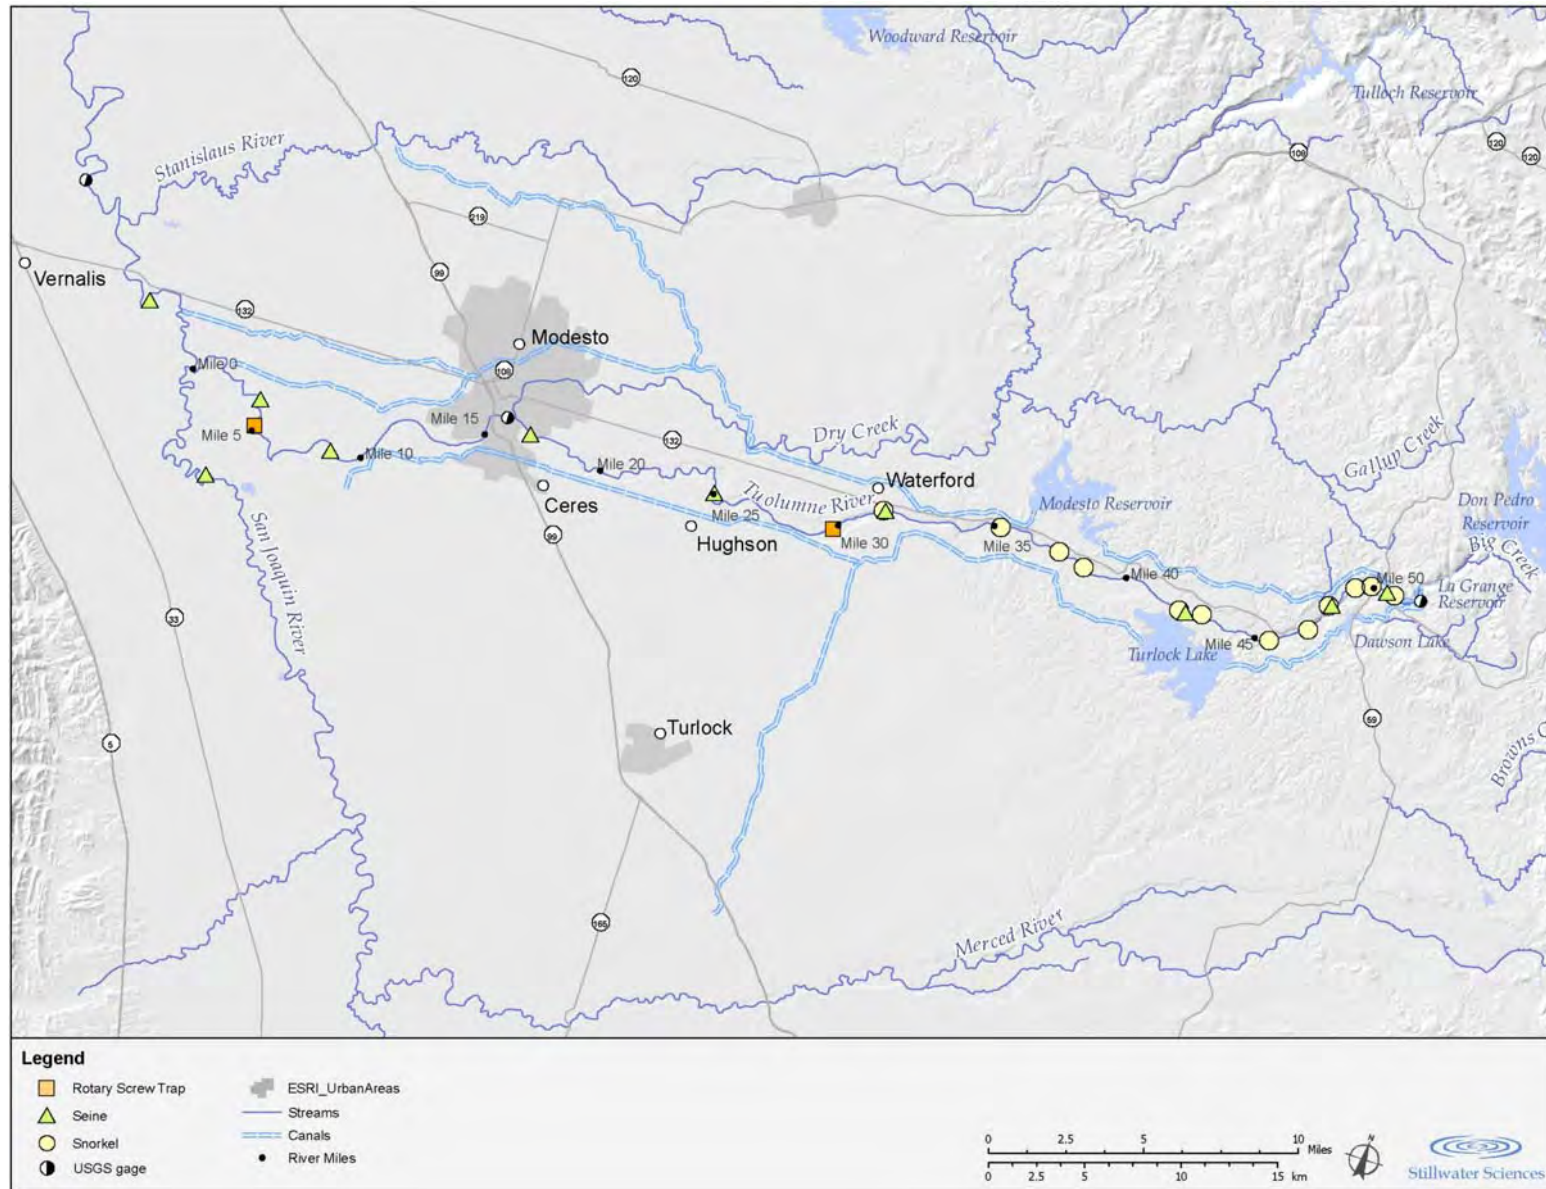 Woodward Reservoir
120
Tulloch Reservoir
Stanislaus River
120
120
108
219
99
Vernalis
132
Modesto
Mile 0
108
Mile 15
Mile 5
Mile 10
132
Dry Creek
Gallup Creek
Mile 20
Waterford
Tuolumne River
Modesto Reservoir
Don Pedro
Reservoir
Ceres
Mile 25
Hughson
Mile 30
Mile 35
Big Creek
San Joaquin River
99
Mile 40
Mile 50
La Grange
Reservoir
33
Mile 45
Turlock Lake
Dawson Lake
Turlock
59
5
Browns C
165
Merced River
Legend
Rotary Screw Trap
Seine
Snorkel
USGS gage
ESRI_UrbanAreas
Streams
Canals
River Miles
0 2.5 5 10 Miles
0 2.5 5 10 15 km
N
Stillwater Sciences